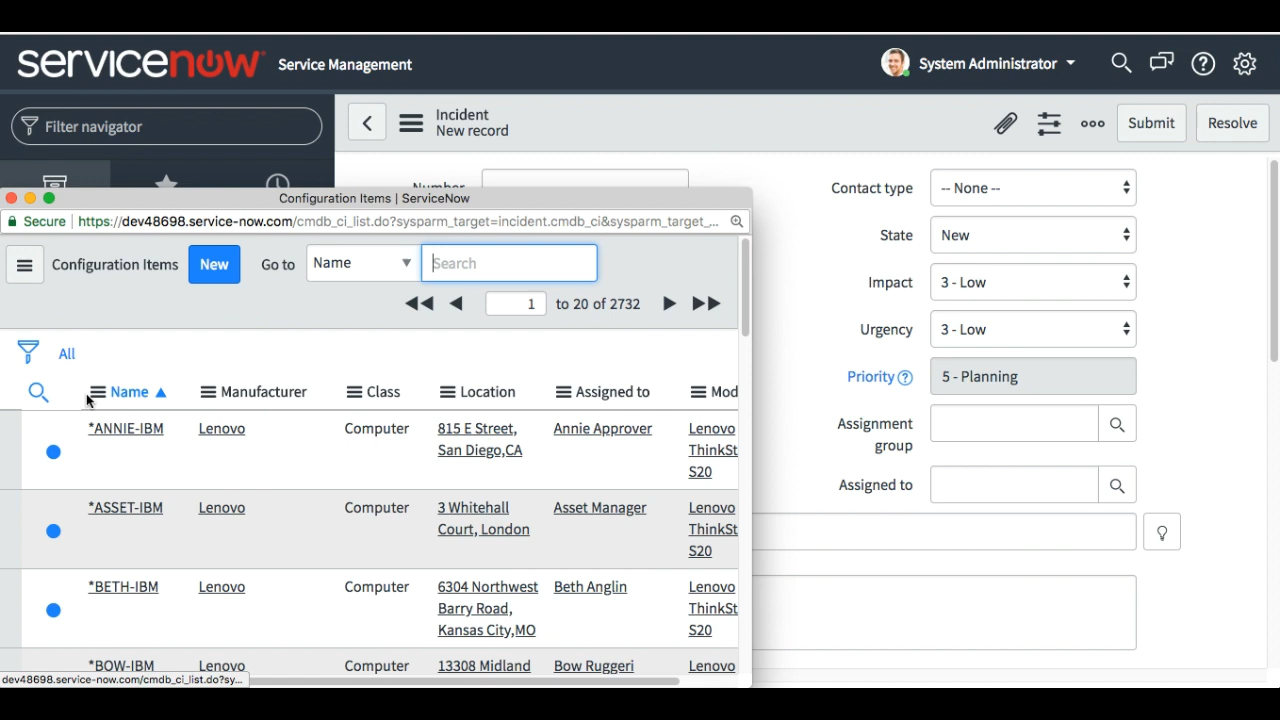 servicenow Service Management
System Administrator
Filter navigator
Incident
New record
Submit
Resolve
Number
Contact type
-- None --
State
New
Impact
3 - Low
Urgency
3 - Low
Priority
5 - Planning
Assignment
group
Assigned to
Configuration Items | ServiceNow
Secure https://dev48698.service-now.com/cmdb_ci_list.do?sysparm_target=incident.cmdb_ci&sysparm_target_...
Configuration Items New Go to Name Search
1 to 20 of 2732
All
Name Manufacturer Class Location Assigned to Mod
*ANNIE-IBM Lenovo Computer 815 E Street, Annie Approver Lenovo
San Diego,CA ThinkSt
S20
*ASSET-IBM Lenovo Computer 3 Whitehall Asset Manager Lenovo
Court, London ThinkSt
S20
*BETH-IBM Lenovo Computer 6304 Northwest Beth Anglin Lenovo
Barry Road, ThinkSt
Kansas City,MO S20
*BOW-IBM Lenovo Computer 13308 Midland Bow Ruggeri Lenovo
dev48698.service-now.com/cmdb_ci_list.do?sy...